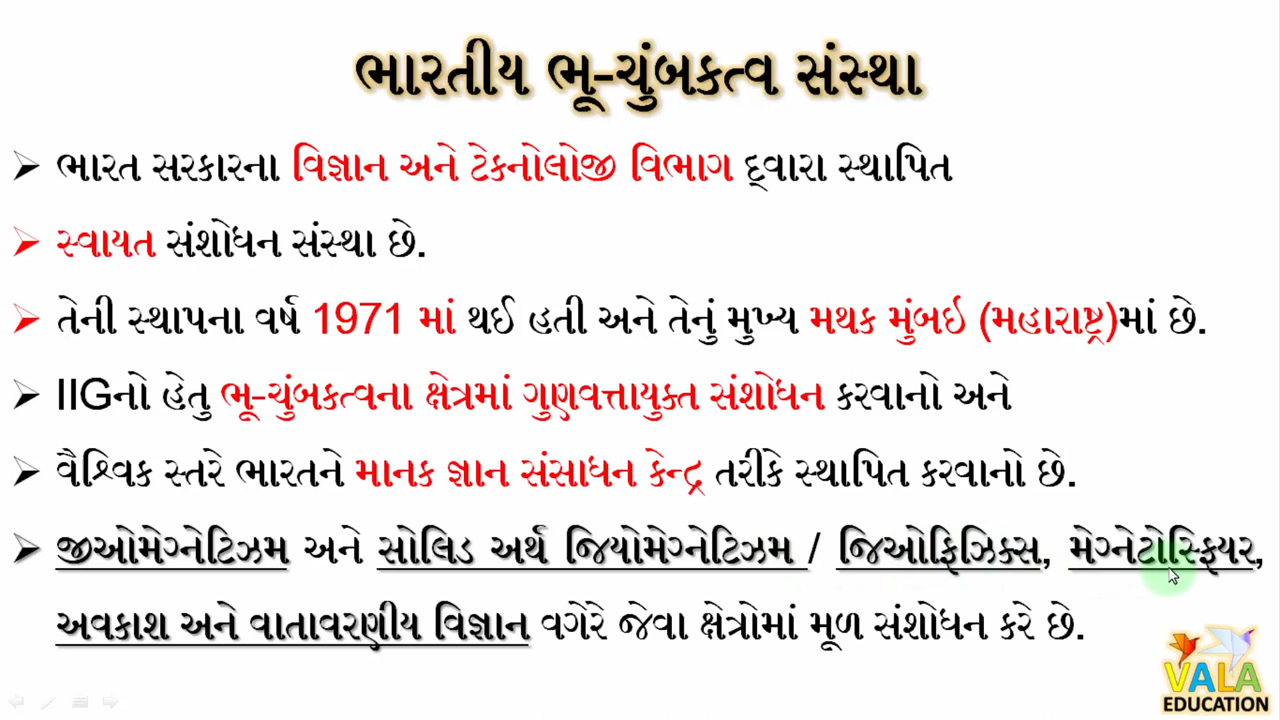 ભારતીય ભૂ-ચુંબકત્વ સંસ્થા
➢ ભારત સરકારના વિજ્ઞાન અને ટેકનોલોજી વિભાગ દ્વારા સ્થાપિત
➢ સ્વાયત સંશોધન સંસ્થા છે.
➢ તેની સ્થાપના વર્ષ 1971 માં થઈ હતી અને તેનું મુખ્ય મથક મુંબઇ (મહારાષ્ટ્ર)માં છે.
➢ IIGનો હેતુ ભૂ-ચુંબકત્વના ક્ષેત્રમાં ગુણવત્તાયુક્ત સંશોધન કરવાનો અને
➢ વૈશ્વિક સ્તરે ભારતને માનક જ્ઞાન સંસાધન કેન્દ્ર તરીકે સ્થાપિત કરવાનો છે.
➢ જીઓમેગ્નેટિઝમ અને સોલિડ અર્થ જિયોમેગ્નેટિઝમ / જિઓફિઝિક્સ, મેગ્નેટોસ્ફિયર,
અવકાશ અને વાતાવરણીય વિજ્ઞાન વગેરે જેવા ક્ષેત્રોમાં મૂળ સંશોધન કરે છે.
VALA
EDUCATION